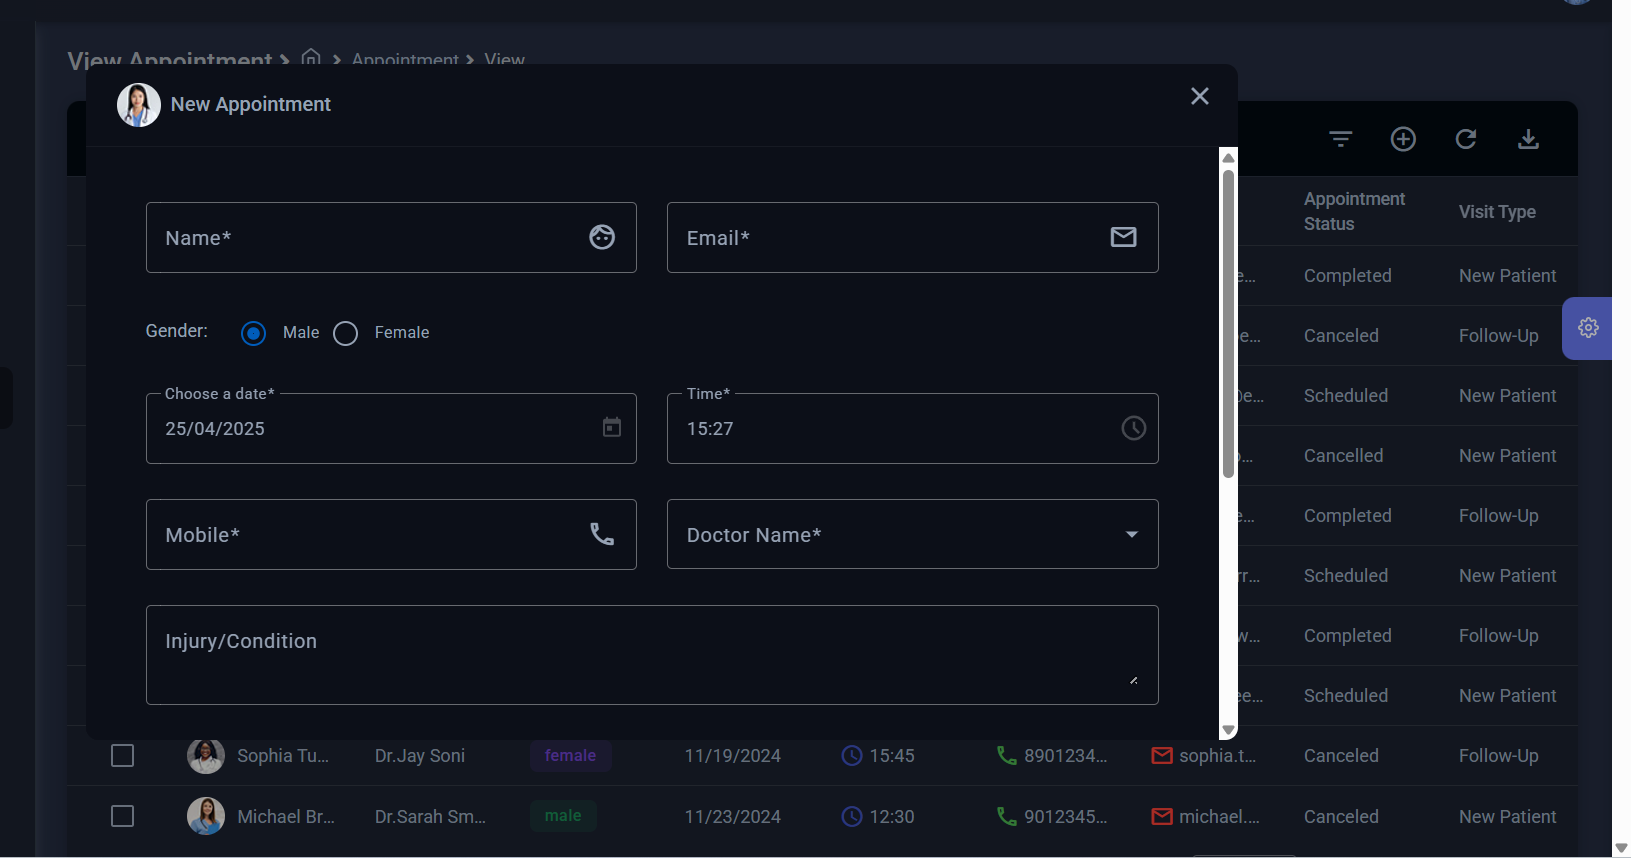 View Appointment Appointment View
New Appointment
Name* Email*
Gender: Male Female
Choose a date* Time*
25/04/2025 15:27
Mobile* Doctor Name*
Injury/Condition
Appointment
Status Visit Type
e... Completed New Patient
e... Canceled Follow-Up
e... Scheduled New Patient
... Cancelled New Patient
e... Completed Follow-Up
rr... Scheduled New Patient
w... Completed Follow-Up
ee... Scheduled New Patient
Sophia Tu... Dr.Jay Soni female 11/19/2024 15:45 8901234... sophia.t... Canceled Follow-Up
Michael Br... Dr.Sarah Sm... male 11/23/2024 12:30 9012345... michael.... Canceled New Patient